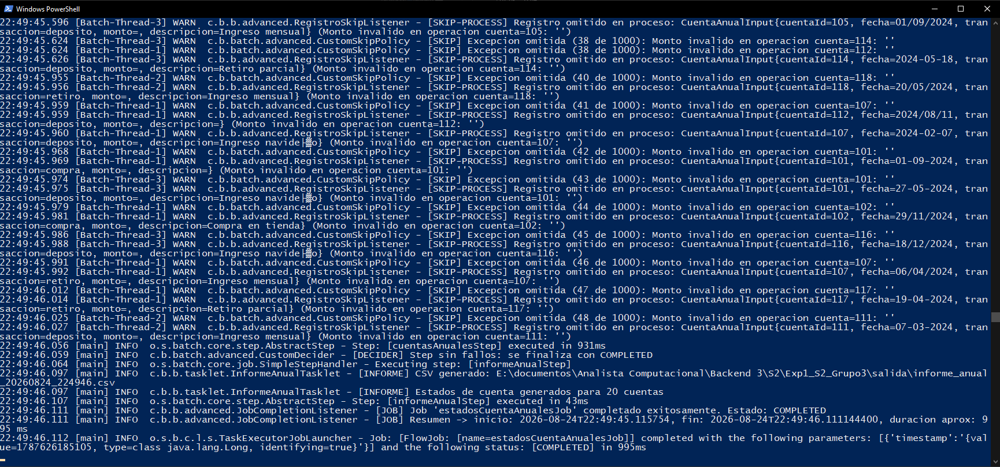 Windows PowerShell
22:49:45.596 [Batch-Thread-3] WARN  c.b.b.advanced.RegistroSkipListener - [SKIP-PROCESS] Registro omitido en proceso: CuentaAnualInput{cuentaId=105, fecha=01/09/2024, tran
saccion=deposito, monto=, descripcion=Ingreso mensual} (Monto invalido en operacion cuenta=105: '')
22:49:45.624 [Batch-Thread-3] WARN  c.b.batch.advanced.CustomSkipPolicy - [SKIP] Excepcion omitida (38 de 1000): Monto invalido en operacion cuenta=114: ''
22:49:45.624 [Batch-Thread-1] WARN  c.b.batch.advanced.CustomSkipPolicy - [SKIP] Excepcion omitida (38 de 1000): Monto invalido en operacion cuenta=112: ''
22:49:45.626 [Batch-Thread-3] WARN  c.b.b.advanced.RegistroSkipListener - [SKIP-PROCESS] Registro omitido en proceso: CuentaAnualInput{cuentaId=114, fecha=2024-05-18, tran
saccion=deposito, monto=, descripcion=Retiro parcial} (Monto invalido en operacion cuenta=114: '')
22:49:45.955 [Batch-Thread-2] WARN  c.b.batch.advanced.CustomSkipPolicy - [SKIP] Excepcion omitida (40 de 1000): Monto invalido en operacion cuenta=118: ''
22:49:45.956 [Batch-Thread-2] WARN  c.b.b.advanced.RegistroSkipListener - [SKIP-PROCESS] Registro omitido en proceso: CuentaAnualInput{cuentaId=118, fecha=20/05/2024, tran
saccion=retiro, monto=, descripcion=Ingreso mensual} (Monto invalido en operacion cuenta=118: '')
22:49:45.959 [Batch-Thread-1] WARN  c.b.batch.advanced.CustomSkipPolicy - [SKIP] Excepcion omitida (41 de 1000): Monto invalido en operacion cuenta=107: ''
22:49:45.959 [Batch-Thread-1] WARN  c.b.b.advanced.RegistroSkipListener - [SKIP-PROCESS] Registro omitido en proceso: CuentaAnualInput{cuentaId=112, fecha=2024/08/11, tran
saccion=deposito, monto=, descripcion=} (Monto invalido en operacion cuenta=112: '')
22:49:45.960 [Batch-Thread-1] WARN  c.b.b.advanced.RegistroSkipListener - [SKIP-PROCESS] Registro omitido en proceso: CuentaAnualInput{cuentaId=107, fecha=2024-02-07, tran
saccion=deposito, monto=, descripcion=Ingreso navide├▒o} (Monto invalido en operacion cuenta=107: '')
22:49:45.968 [Batch-Thread-1] WARN  c.b.batch.advanced.CustomSkipPolicy - [SKIP] Excepcion omitida (42 de 1000): Monto invalido en operacion cuenta=101: ''
22:49:45.969 [Batch-Thread-1] WARN  c.b.b.advanced.RegistroSkipListener - [SKIP-PROCESS] Registro omitido en proceso: CuentaAnualInput{cuentaId=101, fecha=01-09-2024, tran
saccion=compra, monto=, descripcion=} (Monto invalido en operacion cuenta=101: '')
22:49:45.974 [Batch-Thread-3] WARN  c.b.batch.advanced.CustomSkipPolicy - [SKIP] Excepcion omitida (43 de 1000): Monto invalido en operacion cuenta=101: ''
22:49:45.975 [Batch-Thread-3] WARN  c.b.b.advanced.RegistroSkipListener - [SKIP-PROCESS] Registro omitido en proceso: CuentaAnualInput{cuentaId=101, fecha=27-05-2024, tran
saccion=deposito, monto=, descripcion=Ingreso navide├▒o} (Monto invalido en operacion cuenta=101: '')
22:49:45.979 [Batch-Thread-1] WARN  c.b.batch.advanced.CustomSkipPolicy - [SKIP] Excepcion omitida (44 de 1000): Monto invalido en operacion cuenta=102: ''
22:49:45.981 [Batch-Thread-1] WARN  c.b.b.advanced.RegistroSkipListener - [SKIP-PROCESS] Registro omitido en proceso: CuentaAnualInput{cuentaId=102, fecha=29/11/2024, tran
saccion=compra, monto=, descripcion=Compra en tienda} (Monto invalido en operacion cuenta=102: '')
22:49:45.986 [Batch-Thread-3] WARN  c.b.batch.advanced.CustomSkipPolicy - [SKIP] Excepcion omitida (45 de 1000): Monto invalido en operacion cuenta=116: ''
22:49:45.988 [Batch-Thread-3] WARN  c.b.b.advanced.RegistroSkipListener - [SKIP-PROCESS] Registro omitido en proceso: CuentaAnualInput{cuentaId=116, fecha=18/12/2024, tran
saccion=deposito, monto=, descripcion=Ingreso navide├▒o} (Monto invalido en operacion cuenta=116: '')
22:49:45.991 [Batch-Thread-1] WARN  c.b.batch.advanced.CustomSkipPolicy - [SKIP] Excepcion omitida (46 de 1000): Monto invalido en operacion cuenta=107: ''
22:49:45.992 [Batch-Thread-1] WARN  c.b.b.advanced.RegistroSkipListener - [SKIP-PROCESS] Registro omitido en proceso: CuentaAnualInput{cuentaId=107, fecha=06/04/2024, tran
saccion=retiro, monto=, descripcion=Ingreso mensual} (Monto invalido en operacion cuenta=107: '')
22:49:46.012 [Batch-Thread-1] WARN  c.b.batch.advanced.CustomSkipPolicy - [SKIP] Excepcion omitida (47 de 1000): Monto invalido en operacion cuenta=117: ''
22:49:46.014 [Batch-Thread-1] WARN  c.b.b.advanced.RegistroSkipListener - [SKIP-PROCESS] Registro omitido en proceso: CuentaAnualInput{cuentaId=117, fecha=19-04-2024, tran
saccion=retiro, monto=, descripcion=Retiro parcial} (Monto invalido en operacion cuenta=117: '')
22:49:46.025 [Batch-Thread-2] WARN  c.b.batch.advanced.CustomSkipPolicy - [SKIP] Excepcion omitida (48 de 1000): Monto invalido en operacion cuenta=111: ''
22:49:46.027 [Batch-Thread-2] WARN  c.b.b.advanced.RegistroSkipListener - [SKIP-PROCESS] Registro omitido en proceso: CuentaAnualInput{cuentaId=111, fecha=07-03-2024, tran
saccion=deposito, monto=, descripcion=Ingreso mensual} (Monto invalido en operacion cuenta=111: '')
22:49:46.056 [main] INFO  o.s.batch.core.step.AbstractStep - Step: [cuentasAnualesStep] executed in 931ms
22:49:46.059 [main] INFO  c.b.batch.advanced.CustomDecider - [DECIDER] Step sin fallos: se finaliza con COMPLETED
22:49:46.064 [main] INFO  o.s.batch.core.job.SimpleStepHandler - Executing step: [informeAnualStep]
22:49:46.097 [main] INFO  c.b.b.tasklet.InformeAnualTasklet - [INFORME] CSV generado: E:\documentos\Analista Computacional\Backend 3\S2\Exp1_S2_Grupo3\salida\informe_anual
_20260824_224946.csv
22:49:46.097 [main] INFO  c.b.b.tasklet.InformeAnualTasklet - [INFORME] Estados de cuenta generados para 20 cuentas
22:49:46.107 [main] INFO  o.s.batch.core.step.AbstractStep - Step: [informeAnualStep] executed in 43ms
22:49:46.111 [main] INFO  c.b.b.advanced.JobCompletionListener - [JOB] Job 'estadosCuentaAnualesJob' completado exitosamente. Estado: COMPLETED
22:49:46.111 [main] INFO  c.b.b.advanced.JobCompletionListener - [JOB] Resumen -> inicio: 2026-08-24T22:49:45.115754, fin: 2026-08-24T22:49:46.111144400, duracion aprox: 9
95 ms
22:49:46.112 [main] INFO  o.s.b.c.l.s.TaskExecutorJobLauncher - Job: [FlowJob: [name=estadosCuentaAnualesJob]] completed with the following parameters: [{'timestamp':'{val
ue=1787626185105, type=class java.lang.Long, identifying=true}'}] and the following status: [COMPLETED] in 995ms